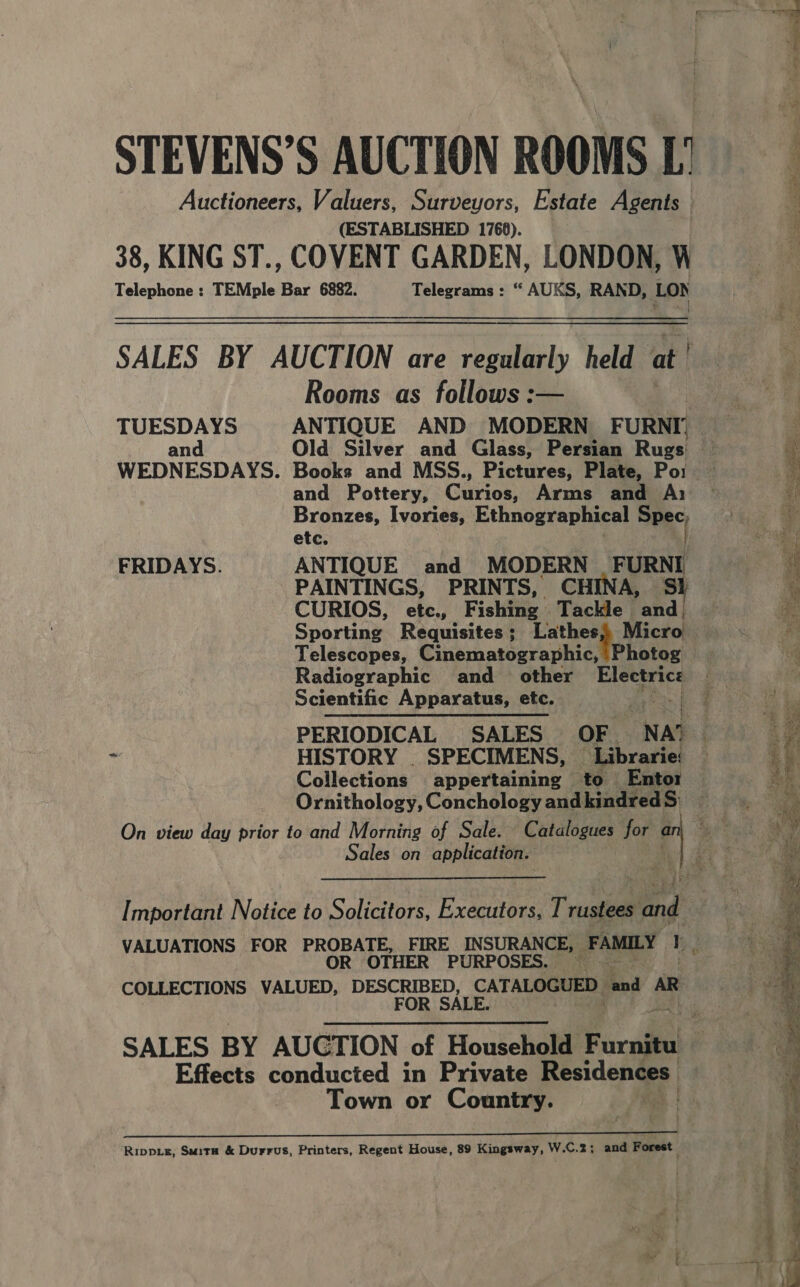 STEVENS'S AUCTION ROOMS L
Auctioneers, Valuers, Surveyors, Estate Agents
(ESTABLISHED 1760).
38, KING ST., COVENT GARDEN, LONDON, W
Telephone : TEMple Bar 6882. Telegrams : “ AUKS, RAND, LON
SALES BY AUCTION are regularly held at
Rooms as follows :—
TUESDAYS ANTIQUE AND MODERN FURNI
and Old Silver and Glass, Persian Rugs
WEDNESDAYS. Books and MSS., Pictures, Plate, Po
and Pottery, Curios, Arms and A
Bronzes, Ivories, Ethnographical Spec
etc.
FRIDAYS. ANTIQUE and MODERN FURNI
PAINTINGS, PRINTS, CHINA, S
CURIOS, etc., Fishing Tackle and
Sporting Requisites ; Lathes, Micro
Telescopes, Cinematographic, Photog
Radiographic and other Electrica
Scientific Apparatus, etc.
PERIODICAL SALES OF NA
HISTORY SPECIMENS, Librarie
Collections appertaining to Ento
Ornithology, Conchology and kindred S
On view day prior to and Morning of Sale. Catalogues for an
Sales on application.
Important Notice to Solicitors, Executors, Trustees and
VALUATIONS FOR PROBATE, FIRE INSURANCE, FAMILY
OR OTHER PURPOSES.
COLLECTIONS VALUED, DESCRIBED, CATALOGUED and AR
FOR SALE.
SALES BY AUCTION of Household Furnitu
Effects conducted in Private Residences
Town or Country.
RIDDLE, SMITH & DUFFUS, Printers, Regent House, 89 Kingsway, W.C.2 ; and Forest